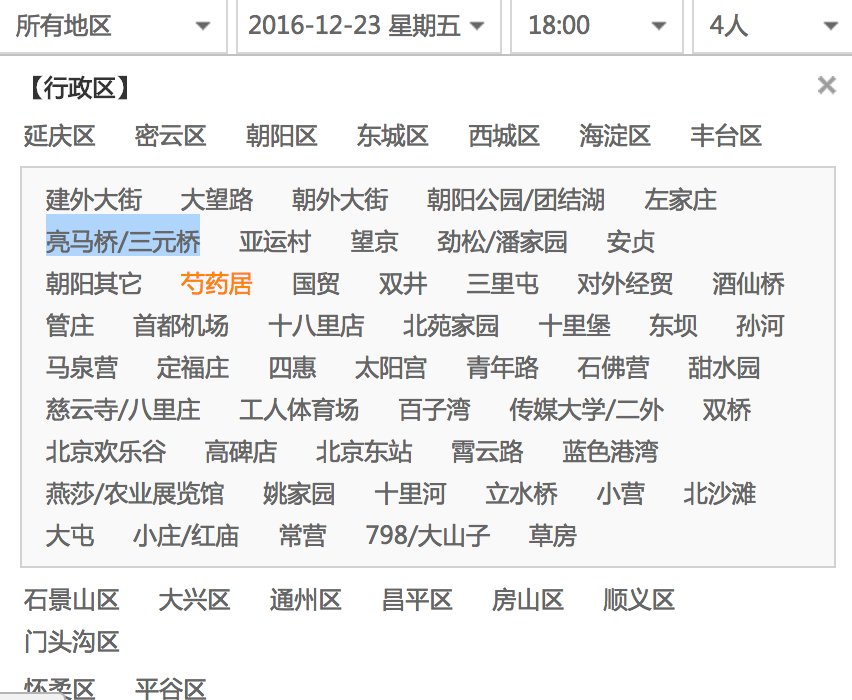 所有地区 2016-12-23 星期五 18:00 4人
【行政区】
延庆区 密云区 朝阳区 东城区 西城区 海淀区 丰台区
建外大街 大望路 朝外大街 朝阳公园/团结湖 左家庄
亮马桥/三元桥 亚运村 望京 劲松/潘家园 安贞
朝阳其它 芍药居 国贸 双井 三里屯 对外经贸 酒仙桥
管庄 首都机场 十八里店 北苑家园 十里堡 东坝 孙河
马泉营 定福庄 四惠 太阳宫 青年路 石佛营 甜水园
慈云寺/八里庄 工人体育场 百子湾 传媒大学/二外 双桥
北京欢乐谷 高碑店 北京东站 霄云路 蓝色港湾
燕莎/农业展览馆 姚家园 十里河 立水桥 小营 北沙滩
大屯 小庄/红庙 常营 798/大山子 草房
石景山区 大兴区 通州区 昌平区 房山区 顺义区
门头沟区
怀柔区 平谷区